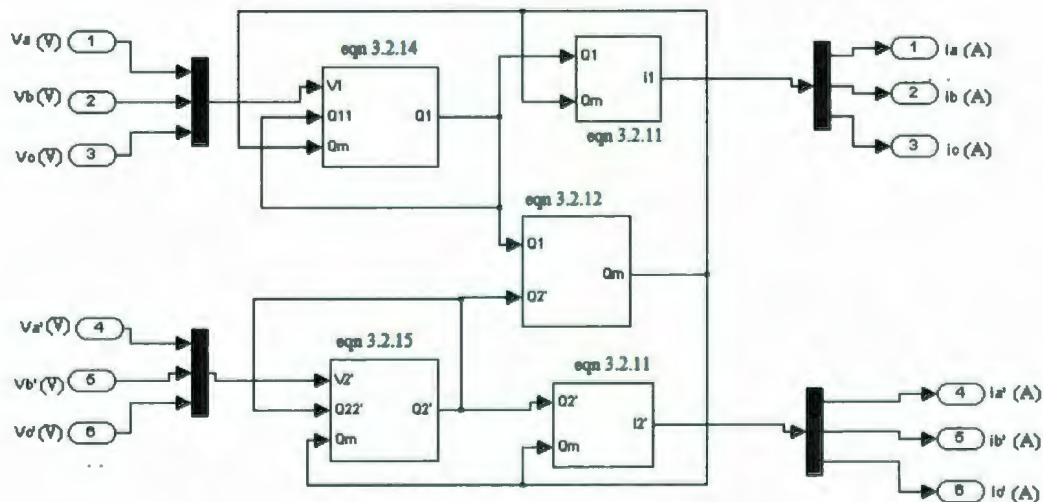 Va (V) 1
Vb (V) 2
Vc (V) 3
eqn 3.2.14
V1
Q11
Qm
Q1
Q1
Qm
i1
eqn 3.2.11
1 ia (A)
2 ib (A)
3 ic (A)
eqn 3.2.12
Q1
Q2'
Qm
Va' (V) 4
Vb' (V) 5
Vc' (V) 6
eqn 3.2.15
V2'
Q22'
Qm
Q2'
eqn 3.2.11
Q2'
Qm
i2'
4 ia' (A)
5 ib' (A)
6 ic' (A)